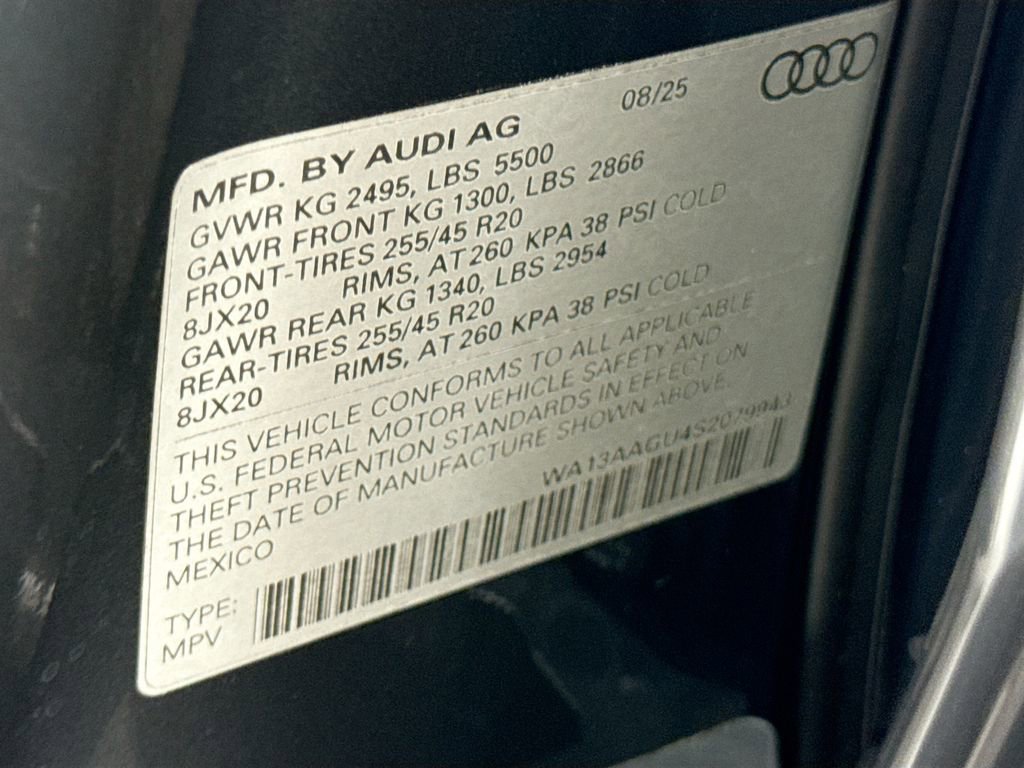 08/25
MFD. BY AUDI AG
GVWR KG 2495, LBS 5500
GAWR FRONT KG 1300, LBS 2866
FRONT-TIRES 255/45 R20
8JX20 RIMS, AT 260 KPA 38 PSI COLD
GAWR REAR KG 1340, LBS 2954
REAR-TIRES 255/45 R20
8JX20 RIMS, AT 260 KPA 38 PSI COLD
THIS VEHICLE CONFORMS TO ALL APPLICABLE
U.S. FEDERAL MOTOR VEHICLE SAFETY AND
THEFT PREVENTION STANDARDS IN EFFECT ON
THE DATE OF MANUFACTURE SHOWN ABOVE.
MEXICO
WA13AAGU4S2079943
TYPE:
MPV